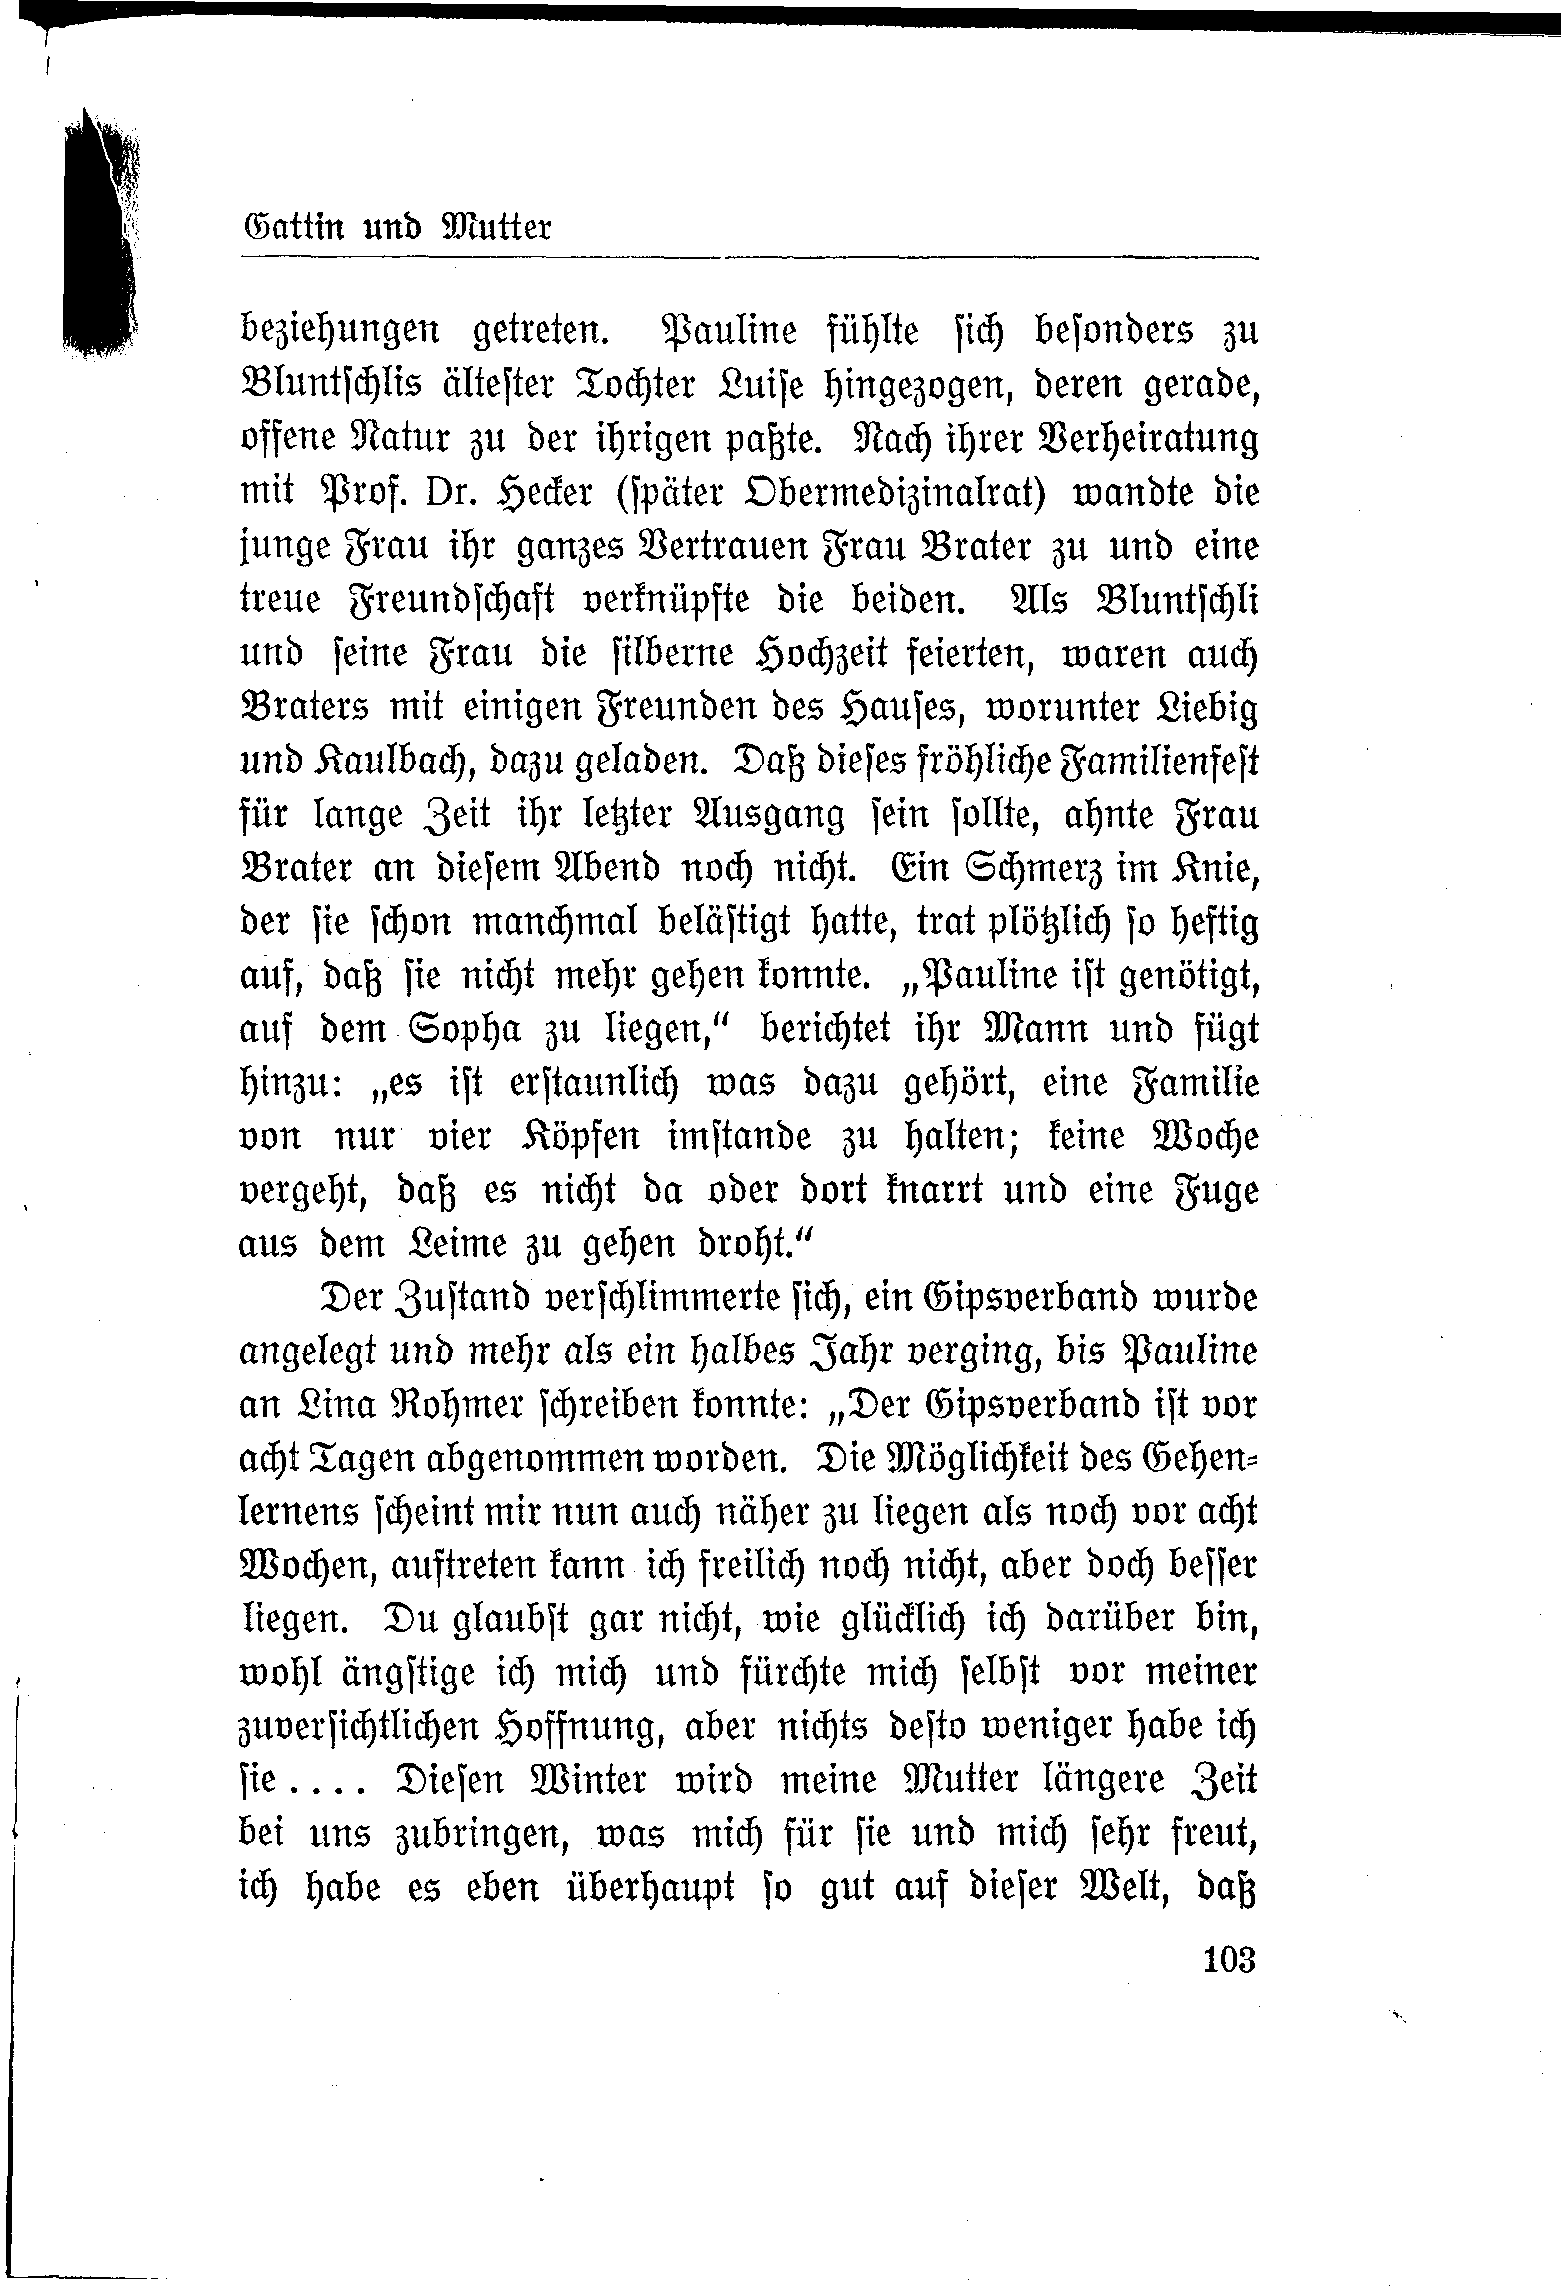 Gattin und Mutter
beziehungen getreten. Pauline fühlte sich besonders zu
Bluntschlis ältester Tochter Luise hingezogen, deren gerade,
offene Natur zu der ihrigen paßte. Nach ihrer Verheiratung
mit Prof. Dr. Hecker (später Obermedizinalrat) wandte die
junge Frau ihr ganzes Vertrauen Frau Brater zu und eine
treue Freundschaft verknüpfte die beiden. Als Bluntschli
und seine Frau die silberne Hochzeit feierten, waren auch
Braters mit einigen Freunden des Hauses, worunter Liebig
und Kaulbach, dazu geladen. Daß dieses fröhliche Familienfest
für lange Zeit ihr letzter Ausgang sein sollte, ahnte Frau
Brater an diesem Abend noch nicht. Ein Schmerz im Knie,
der sie schon manchmal belästigt hatte, trat plötzlich so heftig
auf, daß sie nicht mehr gehen konnte. „Pauline ist genötigt,
auf dem Sopha zu liegen,“ berichtet ihr Mann und fügt
hinzu: „es ist erstaunlich was dazu gehört, eine Familie
von nur vier Köpfen imstande zu halten; keine Woche
vergeht, daß es nicht da oder dort knarrt und eine Fuge
aus dem Leime zu gehen droht.“
Der Zustand verschlimmerte sich, ein Gipsverband wurde
angelegt und mehr als ein halbes Jahr verging, bis Pauline
an Lina Rohmer schreiben konnte: „Der Gipsverband ist vor
acht Tagen abgenommen worden. Die Möglichkeit des Gehen-
lernens scheint mir nun auch näher zu liegen als noch vor acht
Wochen, auftreten kann ich freilich noch nicht, aber doch besser
liegen. Du glaubst gar nicht, wie glücklich ich darüber bin,
wohl ängstige ich mich und fürchte mich selbst vor meiner
zuversichtlichen Hoffnung, aber nichts desto weniger habe ich
sie .... Diesen Winter wird meine Mutter längere Zeit
bei uns zubringen, was mich für sie und mich sehr freut,
ich habe es eben überhaupt so gut auf dieser Welt, daß
103